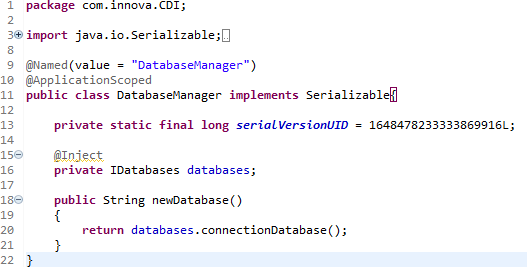 1 package com.innova.CDI;
2
3 import java.io.Serializable;
8
9 @Named(value = "DatabaseManager")
10 @ApplicationScoped
11 public class DatabaseManager implements Serializable{
12
13 private static final long serialVersionUID = 1648478233333869916L;
14
15 @Inject
16 private IDatabases databases;
17
18 public String newDatabase()
19 {
20 return databases.connectionDatabase();
21 }
22 }